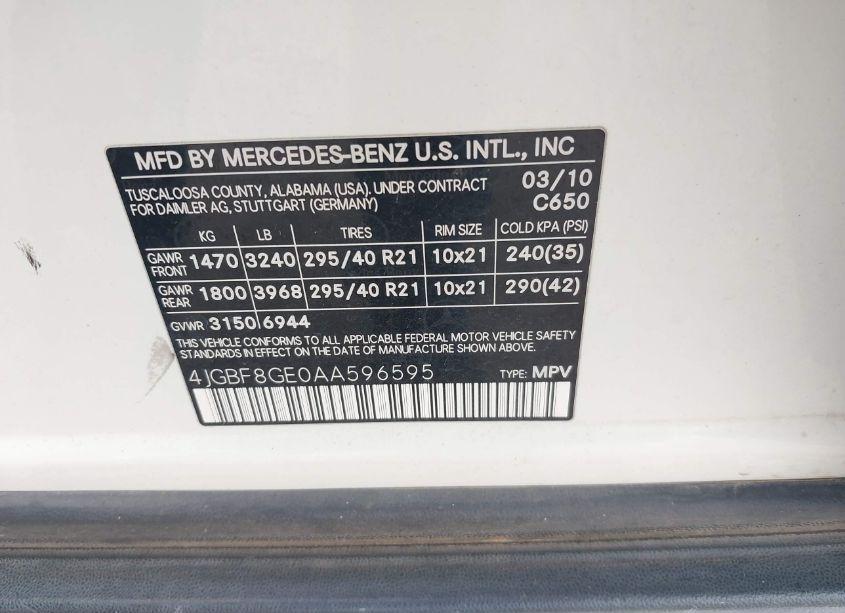 MFD BY MERCEDES-BENZ U.S. INTL., INC
TUSCALOOSA COUNTY, ALABAMA (USA). UNDER CONTRACT 03/10
FOR DAIMLER AG, STUTTGART (GERMANY) C650
KG LB TIRES RIM SIZE COLD KPA (PSI)
GAWR FRONT 1470 3240 295/40 R21 10x21 240(35)
GAWR REAR 1800 3968 295/40 R21 10x21 290(42)
GVWR 3150 6944
THIS VEHICLE CONFORMS TO ALL APPLICABLE FEDERAL MOTOR VEHICLE SAFETY
STANDARDS IN EFFECT ON THE DATE OF MANUFACTURE SHOWN ABOVE.
4JGBF8GE0AA596595 TYPE: MPV